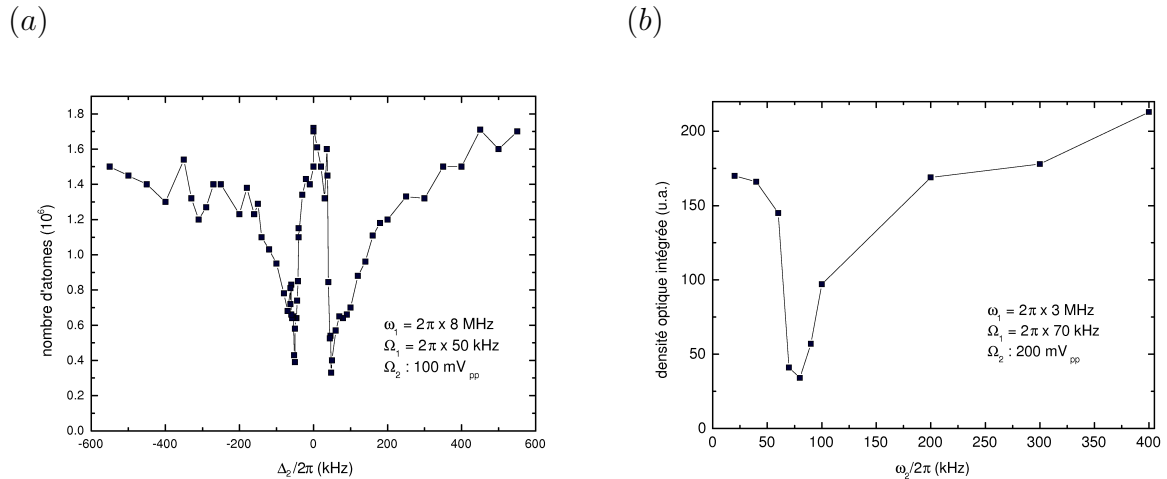 (a)
(b)
nombre d'atomes (10⁶)
1.8
1.6
1.4
1.2
1.0
0.8
0.6
0.4
0.2
0.0
-600 -400 -200 0 200 400 600
Δ₂/2π (kHz)
ω₁ = 2π x 8 MHz
Ω₁ = 2π x 50 kHz
Ω₂ : 100 mVpp
densité optique intégrée (u.a.)
200
150
100
50
0
0 50 100 150 200 250 300 350 400
ω₂/2π (kHz)
ω₁ = 2π x 3 MHz
Ω₁ = 2π x 70 kHz
Ω₂ : 200 mVpp